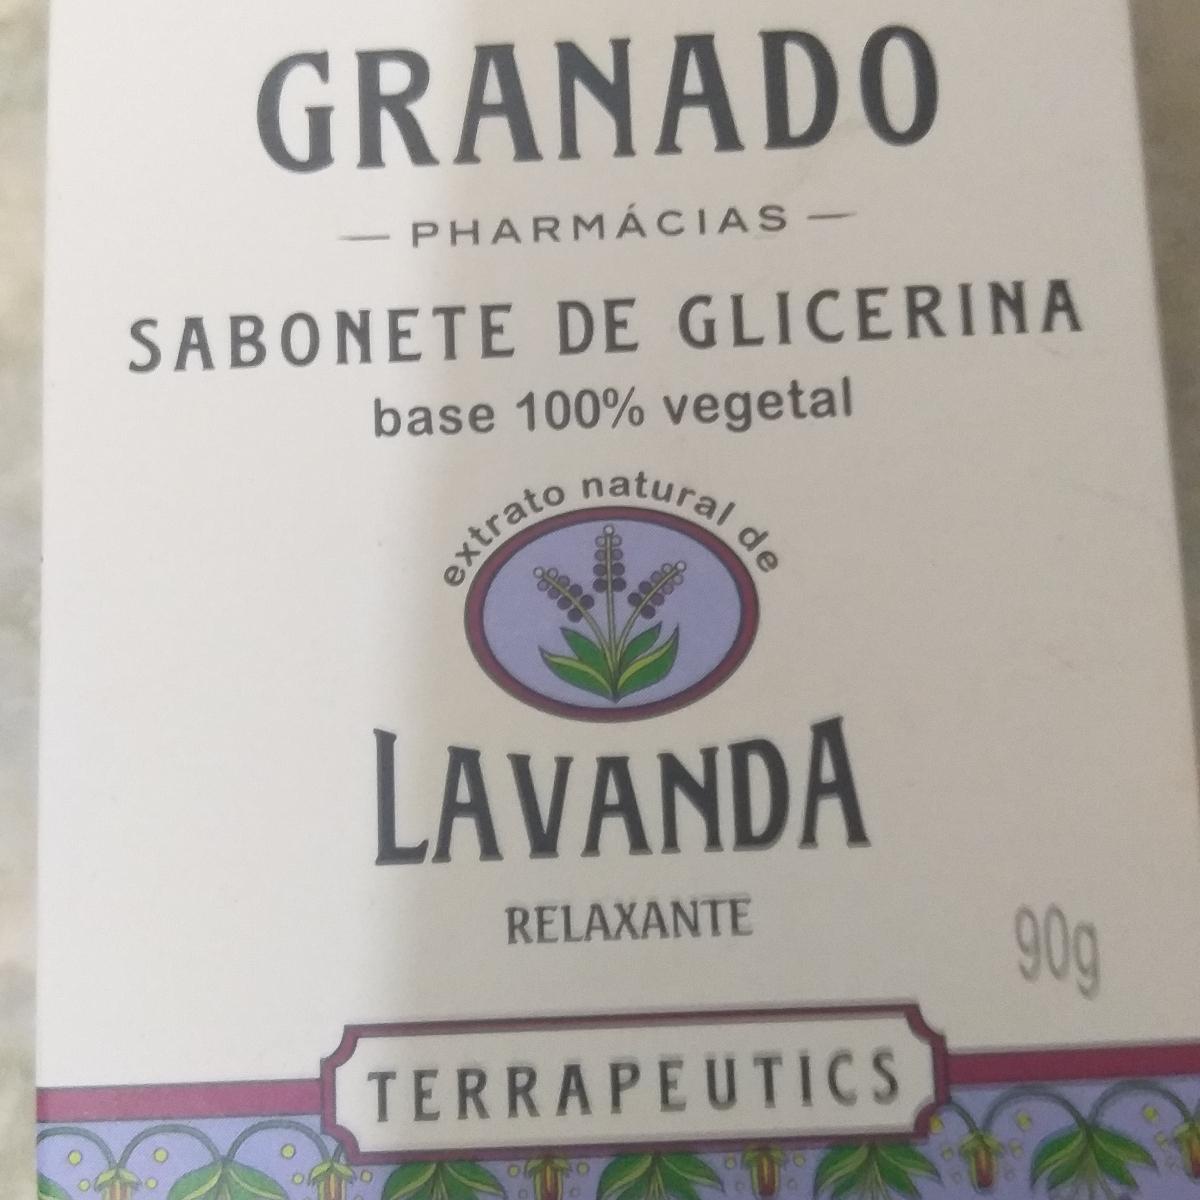 GRANADO
PHARMÁCIAS
SABONETE DE GLICERINA
base 100% vegetal
extrato natural de
LAVANDA
RELAXANTE
90g
TERRAPEUTICS